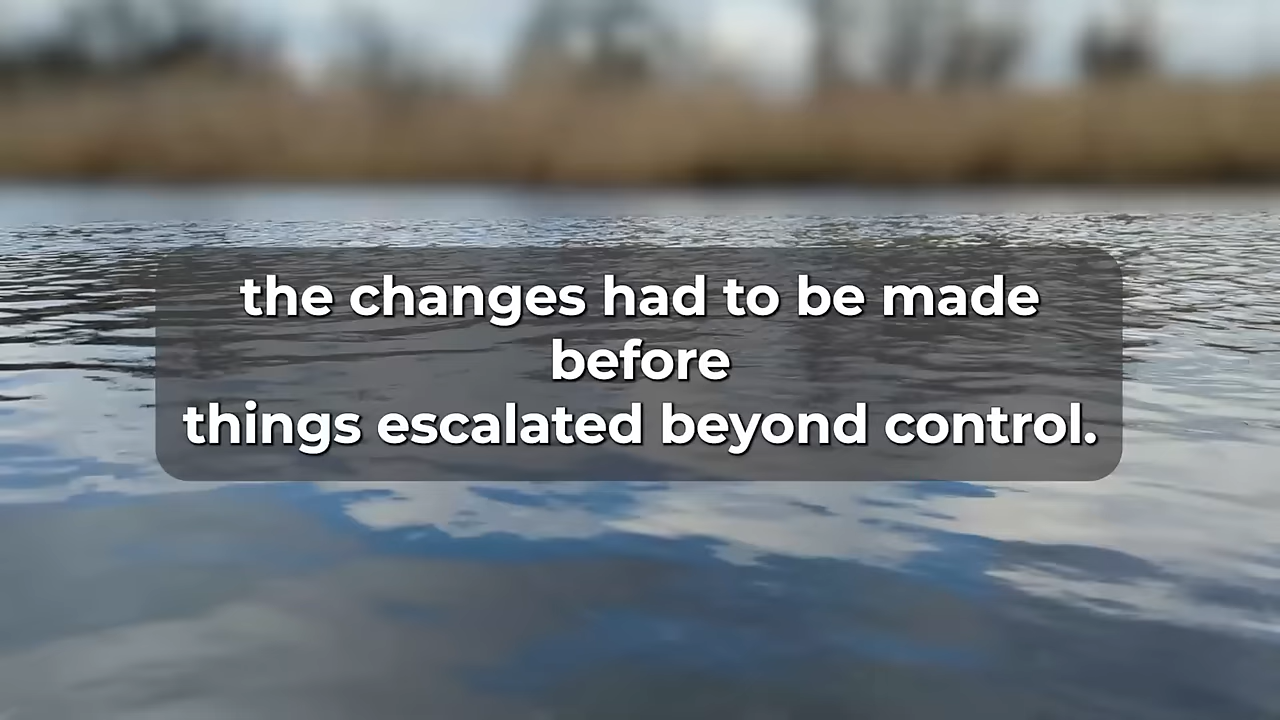 the changes had to be made
before
things escalated beyond control.